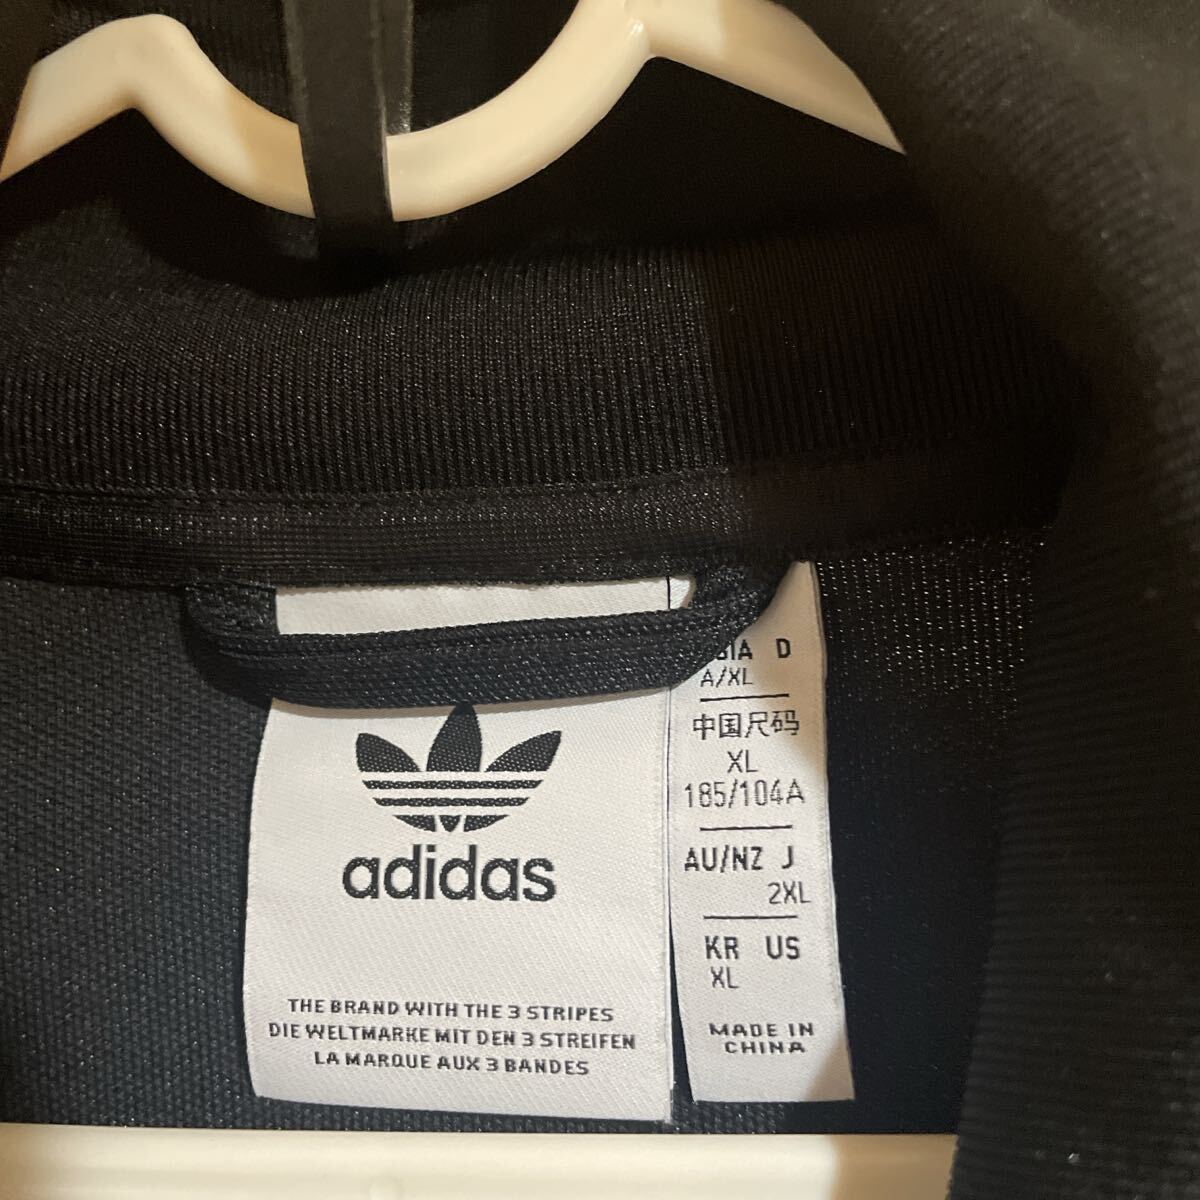 adidas
THE BRAND WITH THE 3 STRIPES
DIE WELTMARKE MIT DEN 3 STREIFEN
LA MARQUE AUX 3 BANDES
D
A/XL
中国尺码
XL
185/104A
AU/NZ J
2XL
KR US
XL
MADE IN
CHINA